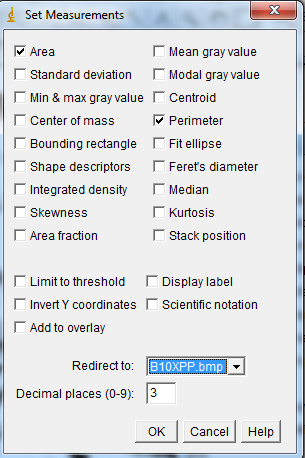 Set Measurements
Area Mean gray value
Standard deviation Modal gray value
Min & max gray value Centroid
Center of mass Perimeter
Bounding rectangle Fit ellipse
Shape descriptors Feret's diameter
Integrated density Median
Skewness Kurtosis
Area fraction Stack position
Limit to threshold Display label
Invert Y coordinates Scientific notation
Add to overlay
Redirect to: B10XPP.bmp
Decimal places (0-9): 3
OK Cancel Help